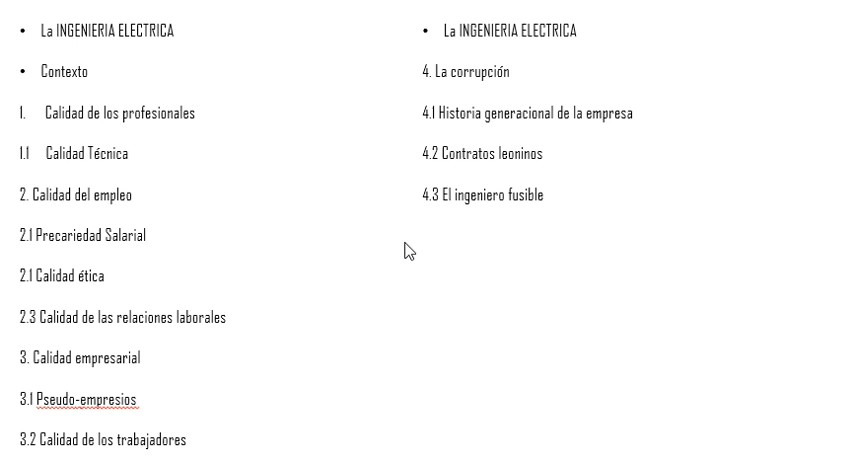 • La INGENIERIA ELECTRICA
• Contexto
1. Calidad de los profesionales
1.1 Calidad Técnica
2. Calidad del empleo
2.1 Precariedad Salarial
2.1 Calidad ética
2.3 Calidad de las relaciones laborales
3. Calidad empresarial
3.1 Pseudo-empresios
3.2 Calidad de los trabajadores
• La INGENIERIA ELECTRICA
4. La corrupción
4.1 Historia generacional de la empresa
4.2 Contratos leoninos
4.3 El ingeniero fusible